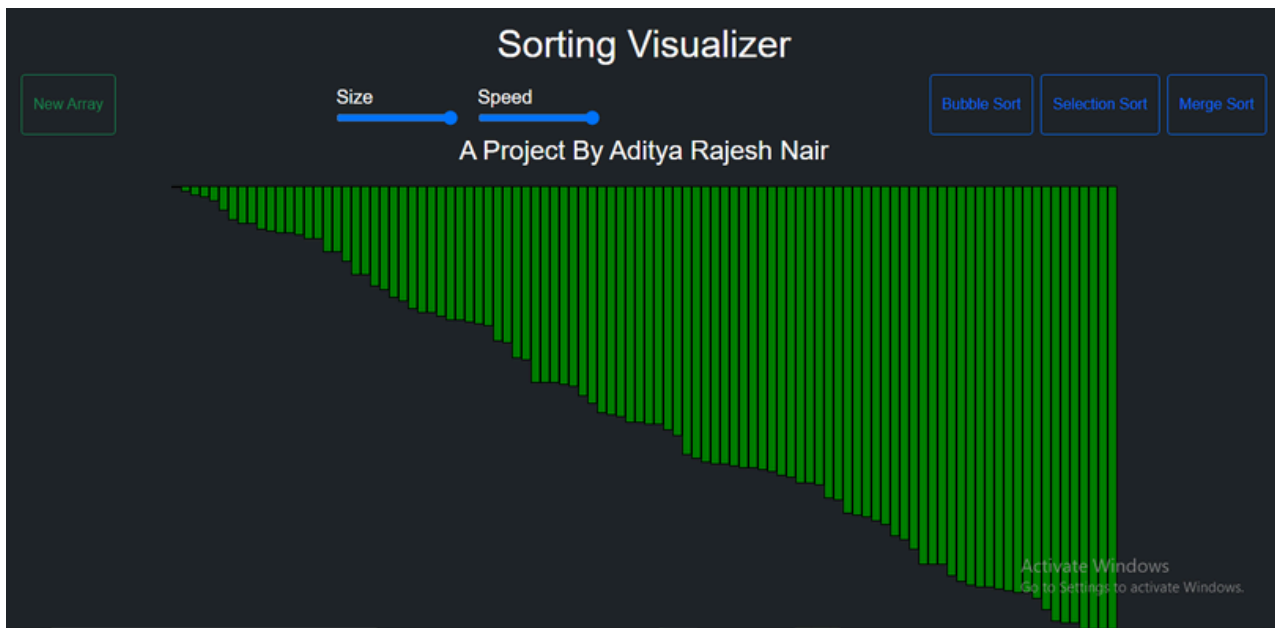 Sorting Visualizer
New Array
Size
Speed
Bubble Sort
Selection Sort
Merge Sort
A Project By Aditya Rajesh Nair
Activate Windows
Go to Settings to activate Windows.